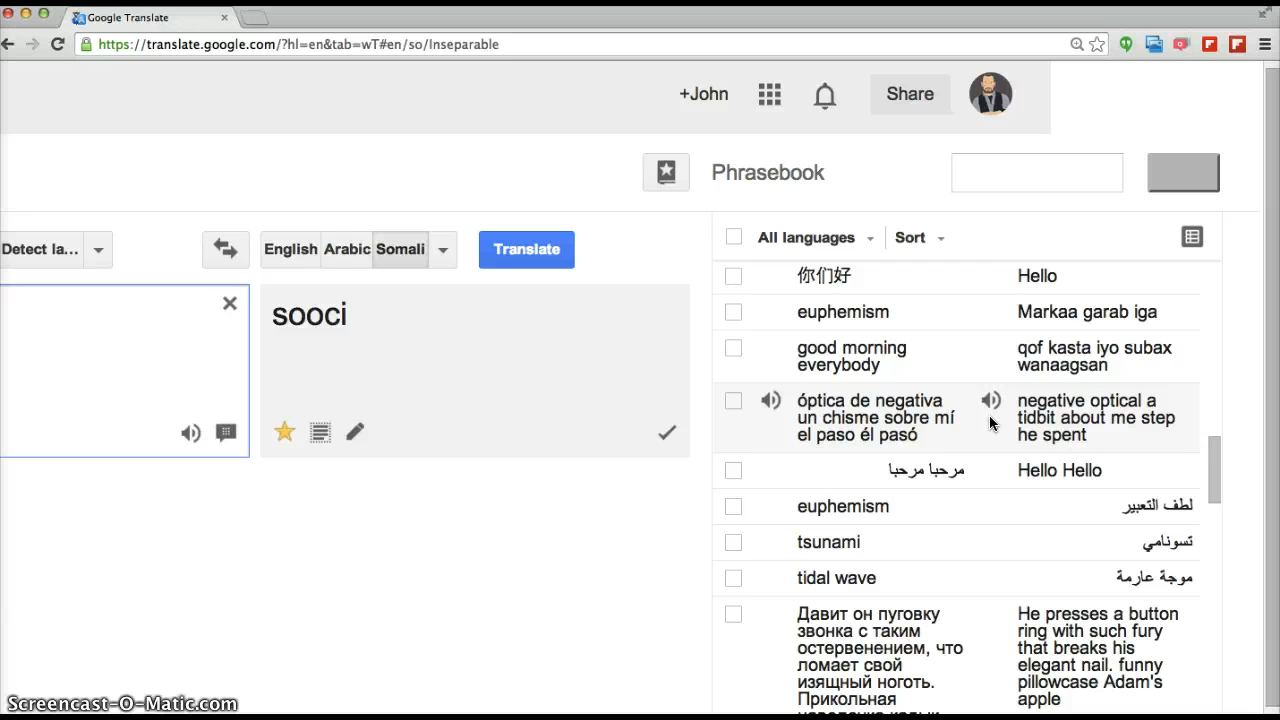 Google Translate
https://translate.google.com/?hl=en&tab=wT#en/so/Inseparable
+John
Share
Phrasebook
Detect la...
English Arabic Somali
Translate
sooci
All languages Sort
你们好 Hello
euphemism Markaa garab iga
good morning everybody
qof kasta iyo subax wanaagsan
óptica de negativa
un chisme sobre mí
el paso él pasó
negative optical a
tidbit about me step
he spent
مرحبا مرحبا Hello Hello
euphemism لطف التعبير
tsunami تسونامي
tidal wave موجة عارمة
Давит он пуговку
звонка с таким
остервенением, что
ломает свой
изящный ноготь.
Прикольная
He presses a button
ring with such fury
that breaks his
elegant nail. funny
pillowcase Adam's
apple
Screencast-O-Matic.com